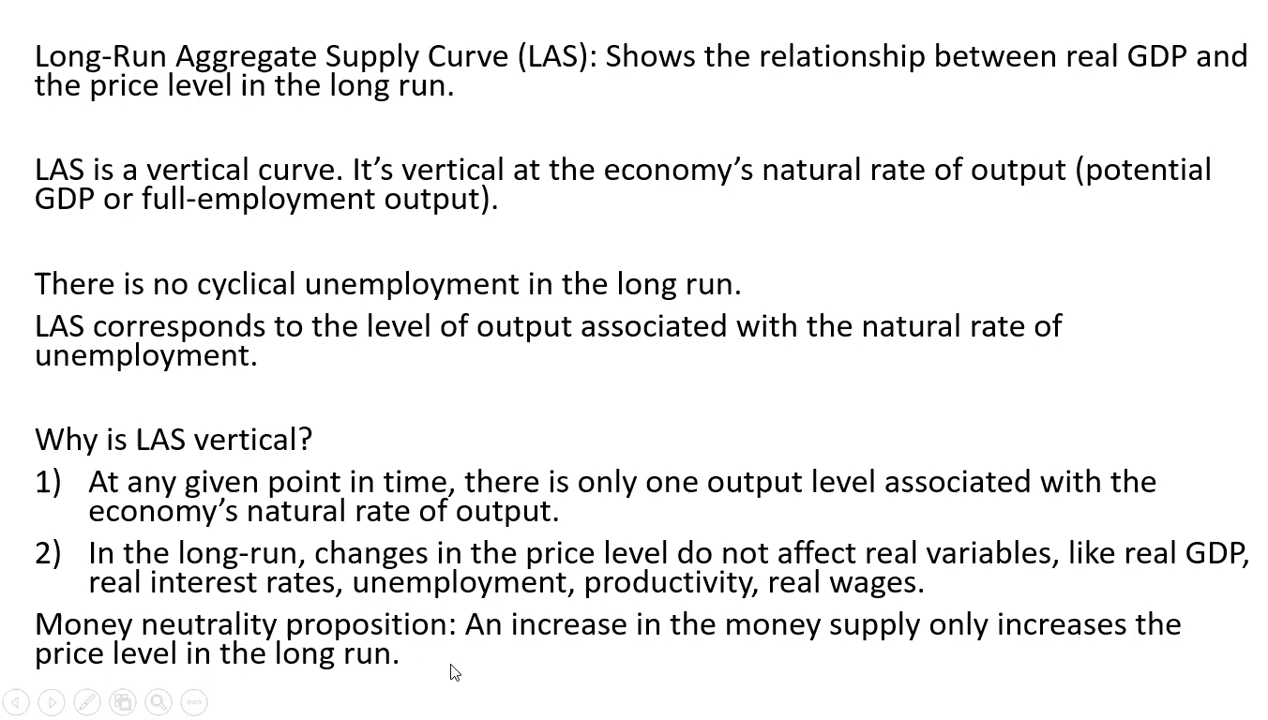 Long-Run Aggregate Supply Curve (LAS): Shows the relationship between real GDP and
the price level in the long run.
LAS is a vertical curve. It’s vertical at the economy’s natural rate of output (potential
GDP or full-employment output).
There is no cyclical unemployment in the long run.
LAS corresponds to the level of output associated with the natural rate of
unemployment.
Why is LAS vertical?
1) At any given point in time, there is only one output level associated with the
economy’s natural rate of output.
2) In the long-run, changes in the price level do not affect real variables, like real GDP,
real interest rates, unemployment, productivity, real wages.
Money neutrality proposition: An increase in the money supply only increases the
price level in the long run.